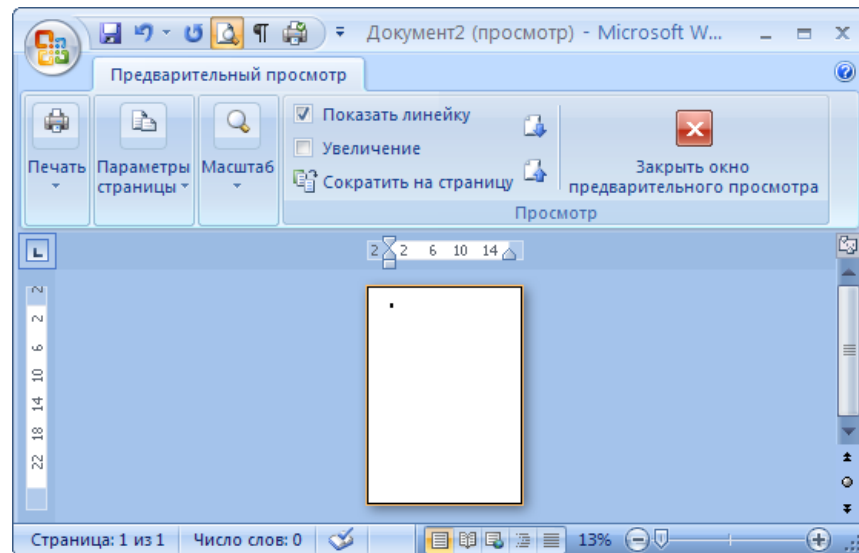 Документ2 (просмотр) - Microsoft W...
Предварительный просмотр
Показать линейку
Увеличение
Сократить на страницу
Печать
Параметры
страницы
Масштаб
Закрыть окно
предварительного просмотра
Просмотр
2 2 6 10 14
2 2 6 10 14 18 22
Страница: 1 из 1 Число слов: 0 13%